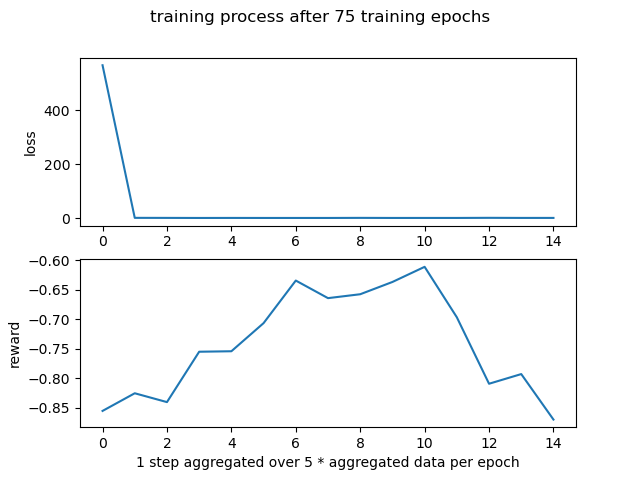 training process after 75 training epochs
loss
400
200
0
0 2 4 6 8 10 12 14
reward
−0.60
−0.65
−0.70
−0.75
−0.80
−0.85
0 2 4 6 8 10 12 14
1 step aggregated over 5 * aggregated data per epoch